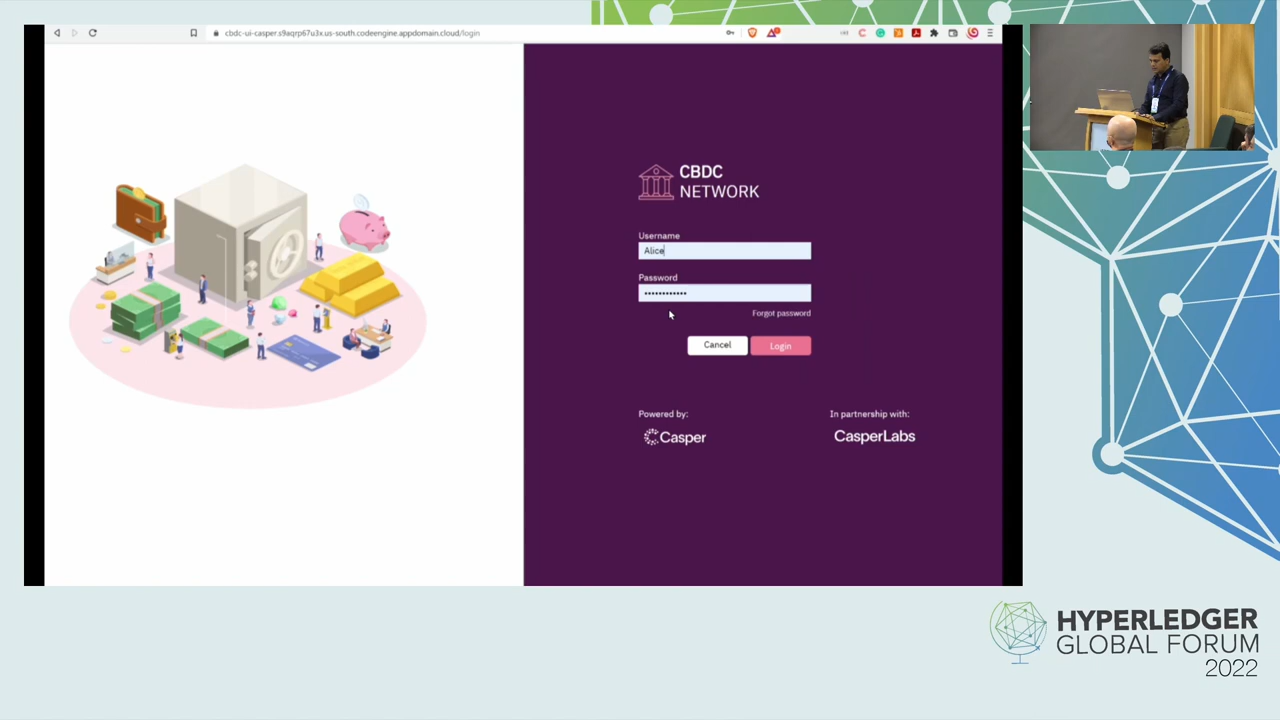 cbdc-ui-casper.s9aqrp67u3x.us-south.codeengine.appdomain.cloud/login
CBDC
NETWORK
Username
Alice
Password
••••••••••••
Forgot password
Cancel
Login
Powered by:
In partnership with:
Casper
CasperLabs
HYPERLEDGER
GLOBAL FORUM
2022